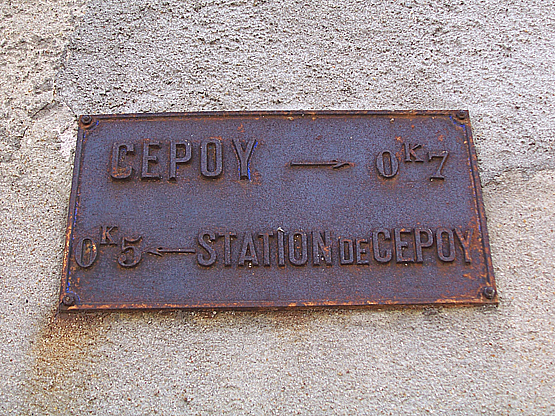 CEPOY → 0K7
0K5 ← STATION DE CEPOY